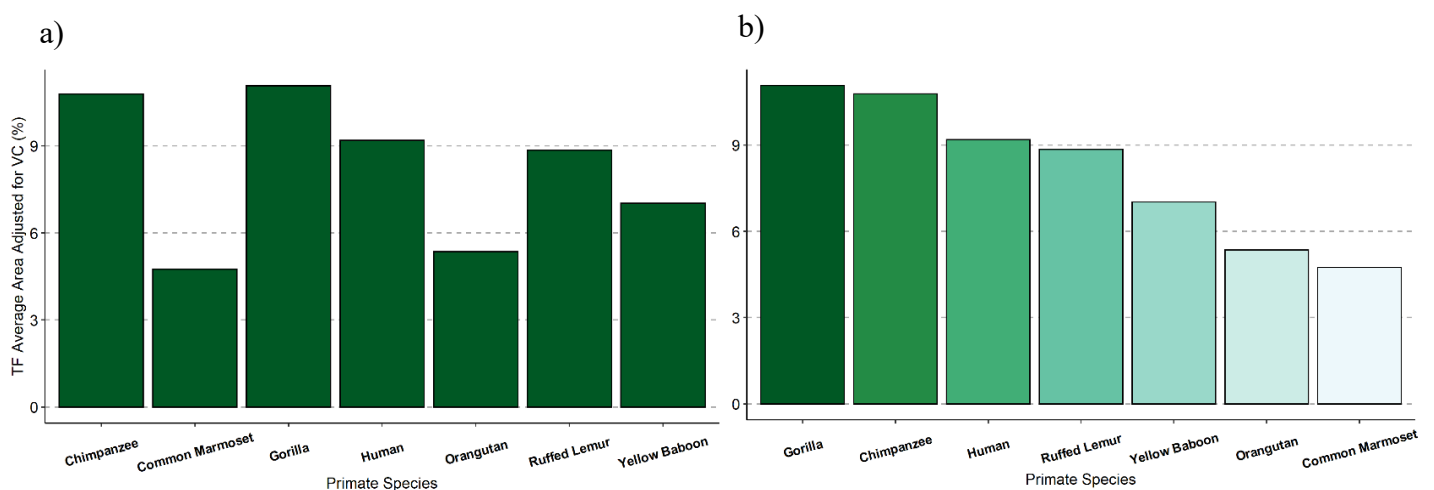 a)
TF Average Area Adjusted for VC (%)
9
6
3
0
Chimpanzee
Common Marmoset
Gorilla
Human
Orangutan
Ruffed Lemur
Yellow Baboon
Primate Species
b)
9
6
3
0
Gorilla
Chimpanzee
Human
Ruffed Lemur
Yellow Baboon
Orangutan
Common Marmoset
Primate Species